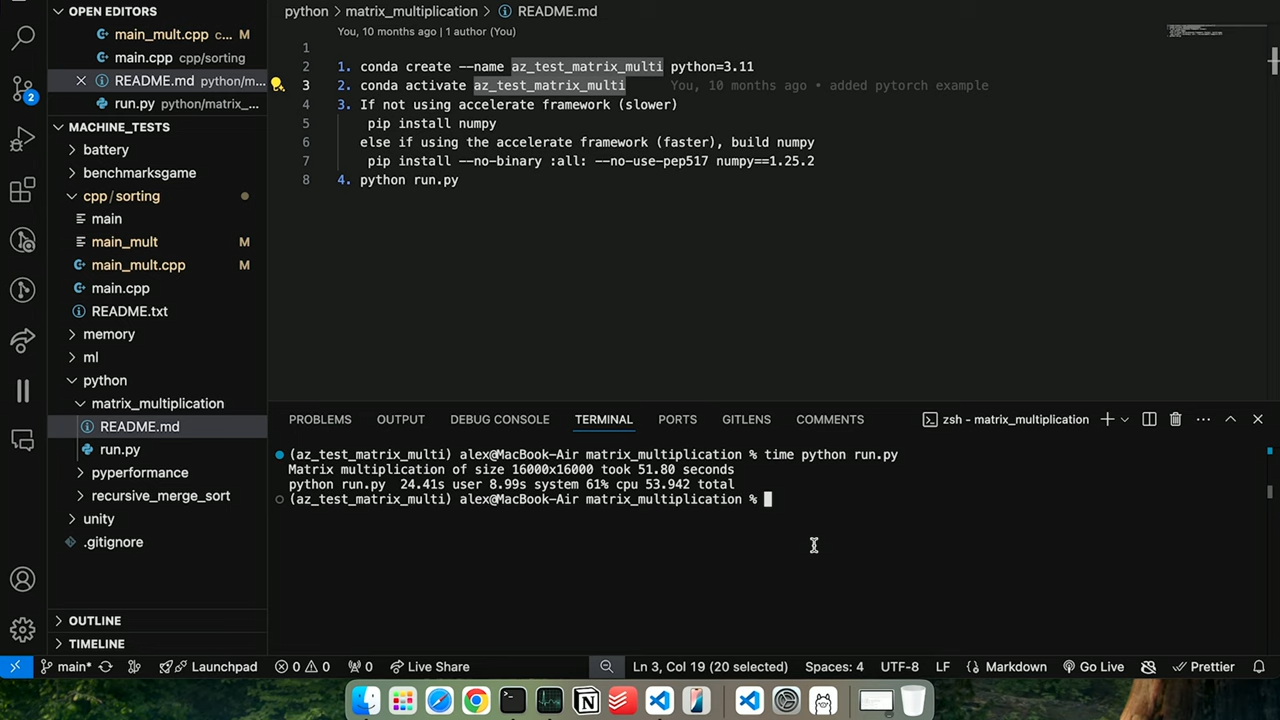 OPEN EDITORS
main_mult.cpp c... M
main.cpp cpp/sorting
README.md python/m...
run.py python/matrix_...
MACHINE_TESTS
battery
benchmarksgame
cpp / sorting
main
main_mult M
main_mult.cpp M
main.cpp
README.txt
memory
ml
python
matrix_multiplication
README.md
run.py
pyperformance
recursive_merge_sort
unity
.gitignore
OUTLINE
TIMELINE
2
python > matrix_multiplication > README.md
You, 10 months ago | 1 author (You)
1
2 1. conda create --name az_test_matrix_multi python=3.11
3 2. conda activate az_test_matrix_multi You, 10 months ago • added pytorch example
4 3. If not using accelerate framework (slower)
5 pip install numpy
6 else if using the accelerate framework (faster), build numpy
7 pip install --no-binary :all: --no-use-pep517 numpy==1.25.2
8 4. python run.py
PROBLEMS OUTPUT DEBUG CONSOLE TERMINAL PORTS GITLENS COMMENTS zsh - matrix_multiplication
(az_test_matrix_multi) alex@MacBook-Air matrix_multiplication % time python run.py
Matrix multiplication of size 16000x16000 took 51.80 seconds
python run.py 24.41s user 8.99s system 61% cpu 53.942 total
(az_test_matrix_multi) alex@MacBook-Air matrix_multiplication %
main* Launchpad 0 0 0 Live Share Ln 3, Col 19 (20 selected) Spaces: 4 UTF-8 LF Markdown Go Live Prettier